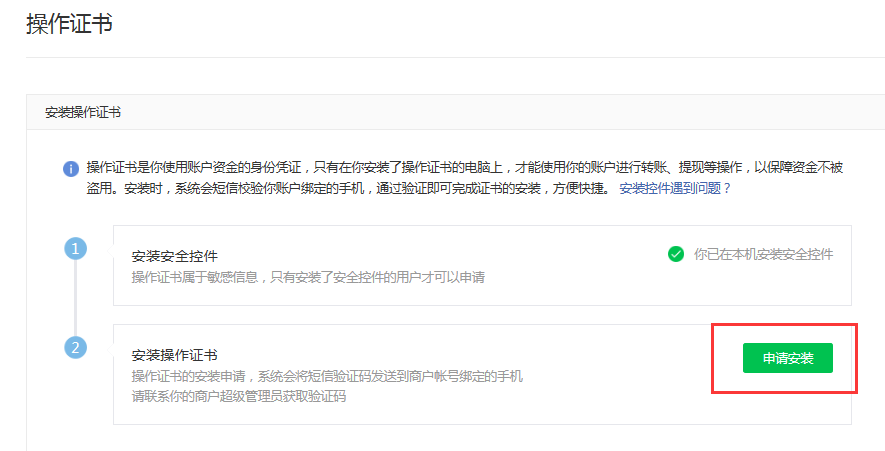 操作证书
安装操作证书
操作证书是你使用账户资金的身份凭证，只有在你安装了操作证书的电脑上，才能使用你的账户进行转账、提现等操作，以保障资金不被
盗用。安装时，系统会短信校验你账户绑定的手机，通过验证即可完成证书的安装，方便快捷。 安装控件遇到问题？
1
安装安全控件
你已在本机安装安全控件
操作证书属于敏感信息，只有安装了安全控件的用户才可以申请
2
安装操作证书
申请安装
操作证书的安装申请，系统会将短信验证码发送到商户帐号绑定的手机
请联系你的商户超级管理员获取验证码